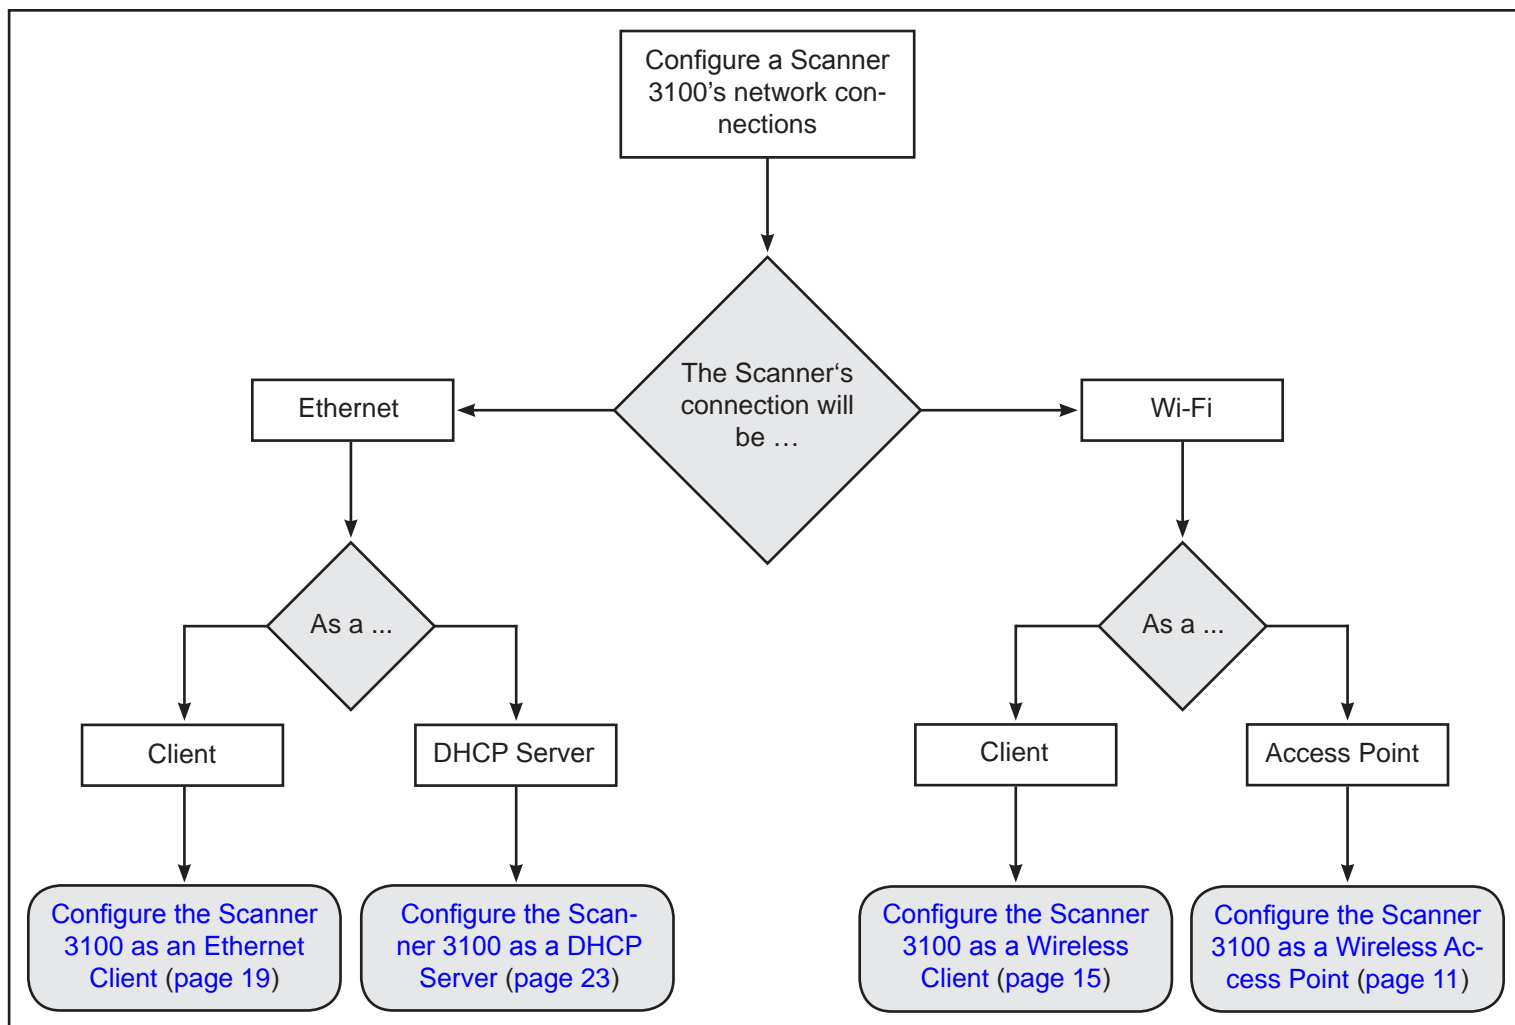 Configure a Scanner
3100’s network con-
nections
The Scanner‘s
connection will
be …
Ethernet
Wi-Fi
As a ...
As a ...
Client
DHCP Server
Client
Access Point
Configure the Scanner
3100 as an Ethernet
Client (page 19)
Configure the Scan-
ner 3100 as a DHCP
Server (page 23)
Configure the Scanner
3100 as a Wireless
Client (page 15)
Configure the Scanner
3100 as a Wireless Ac-
cess Point (page 11)